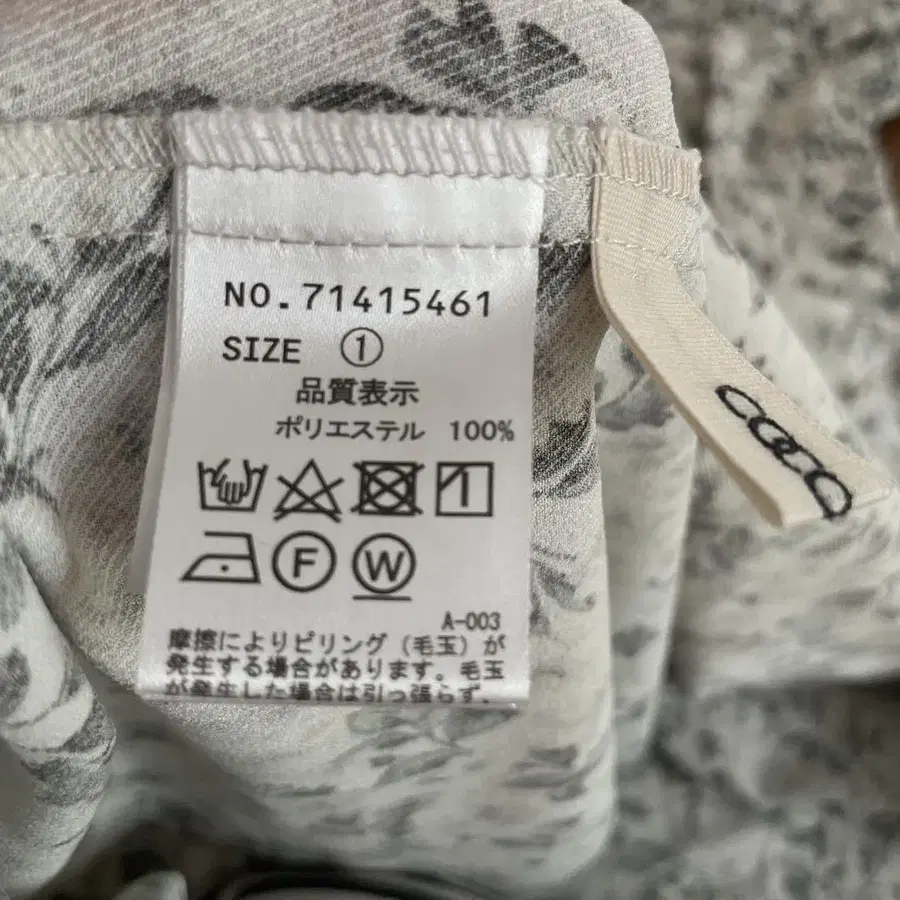 NO.71415461
SIZE ①
品質表示
ポリエステル 100%
F W
A-003
摩擦によりピリング（毛玉）が
発生する場合があります。毛玉
が発生した場合は引っ張らず、
COCO